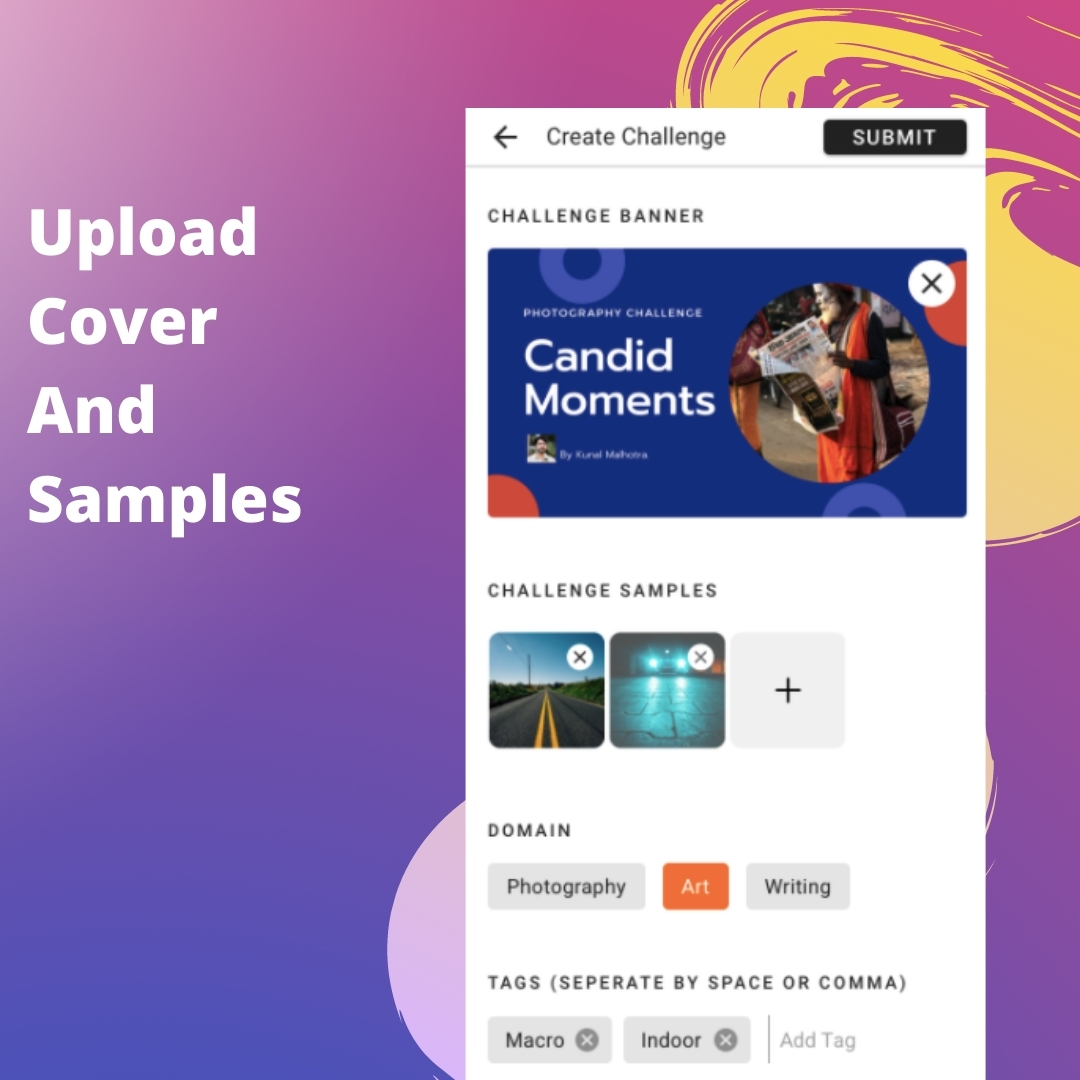 Upload
Cover
And
Samples
Create Challenge
SUBMIT
CHALLENGE BANNER
PHOTOGRAPHY CHALLENGE
Candid
Moments
By Kunal Malhotra
CHALLENGE SAMPLES
DOMAIN
Photography
Art
Writing
TAGS (SEPERATE BY SPACE OR COMMA)
Macro
Indoor
Add Tag